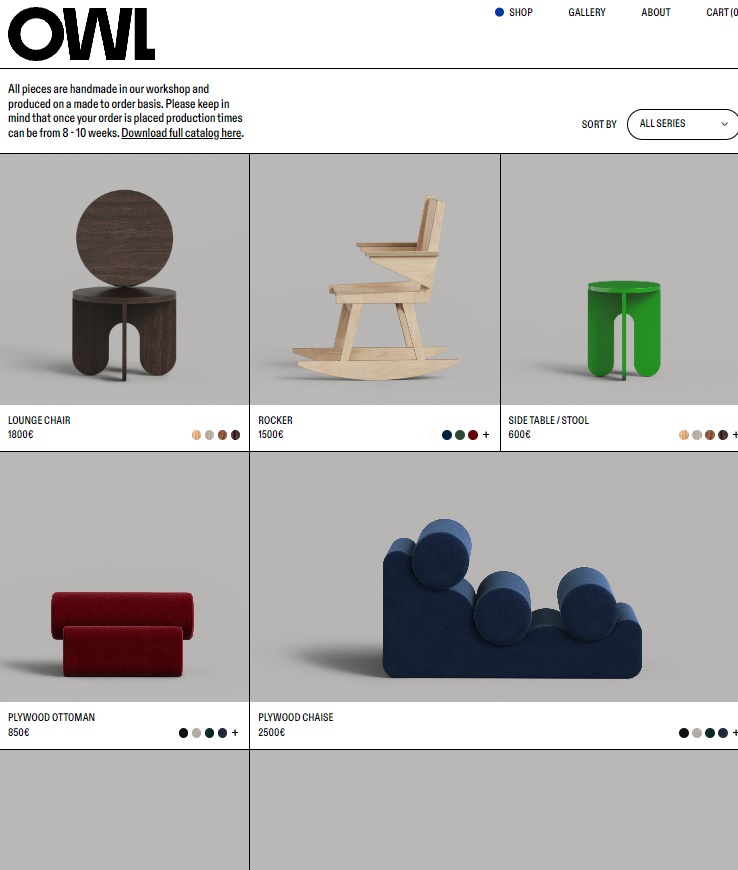 OWL
SHOP
GALLERY
ABOUT
CART (0
All pieces are handmade in our workshop and
produced on a made to order basis. Please keep in
mind that once your order is placed production times
can be from 8 - 10 weeks. Download full catalog here.
SORT BY
ALL SERIES
LOUNGE CHAIR
1800€
ROCKER
1500€
+
SIDE TABLE / STOOL
600€
+
PLYWOOD OTTOMAN
850€
+
PLYWOOD CHAISE
2500€
+